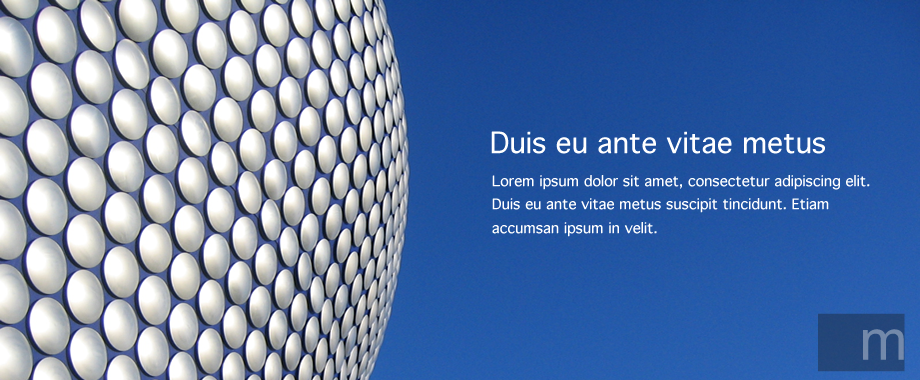 Duis eu ante vitae metus
Lorem ipsum dolor sit amet, consectetur adipiscing elit.
Duis eu ante vitae metus suscipit tincidunt. Etiam
accumsan ipsum in velit.
m